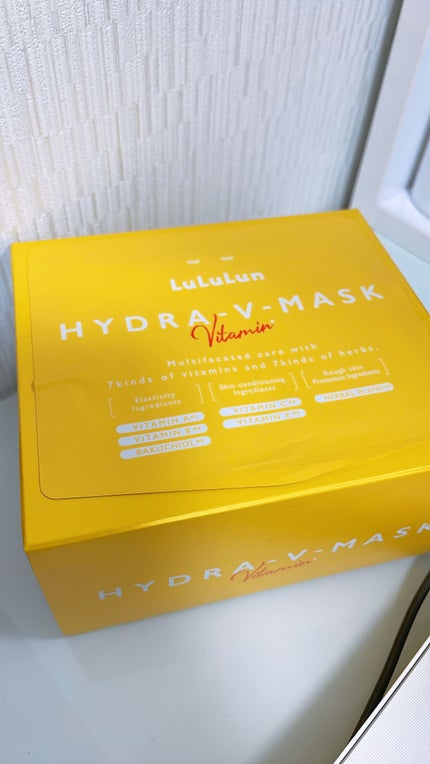 LuLuLun
HYDRA-V-MASK
Vitamin
Multifaceted care with
7kinds of vitamins and 7kinds of herbs.
Elasticity
Ingredients
Skin conditioning
Ingredients
Rough skin
Prevention ingredients
VITAMIN A
VITAMIN B
BAKUCHIOL
VITAMIN C
VITAMIN E
HERBAL BLEND
HYDRA-V-MASK
Vitamin